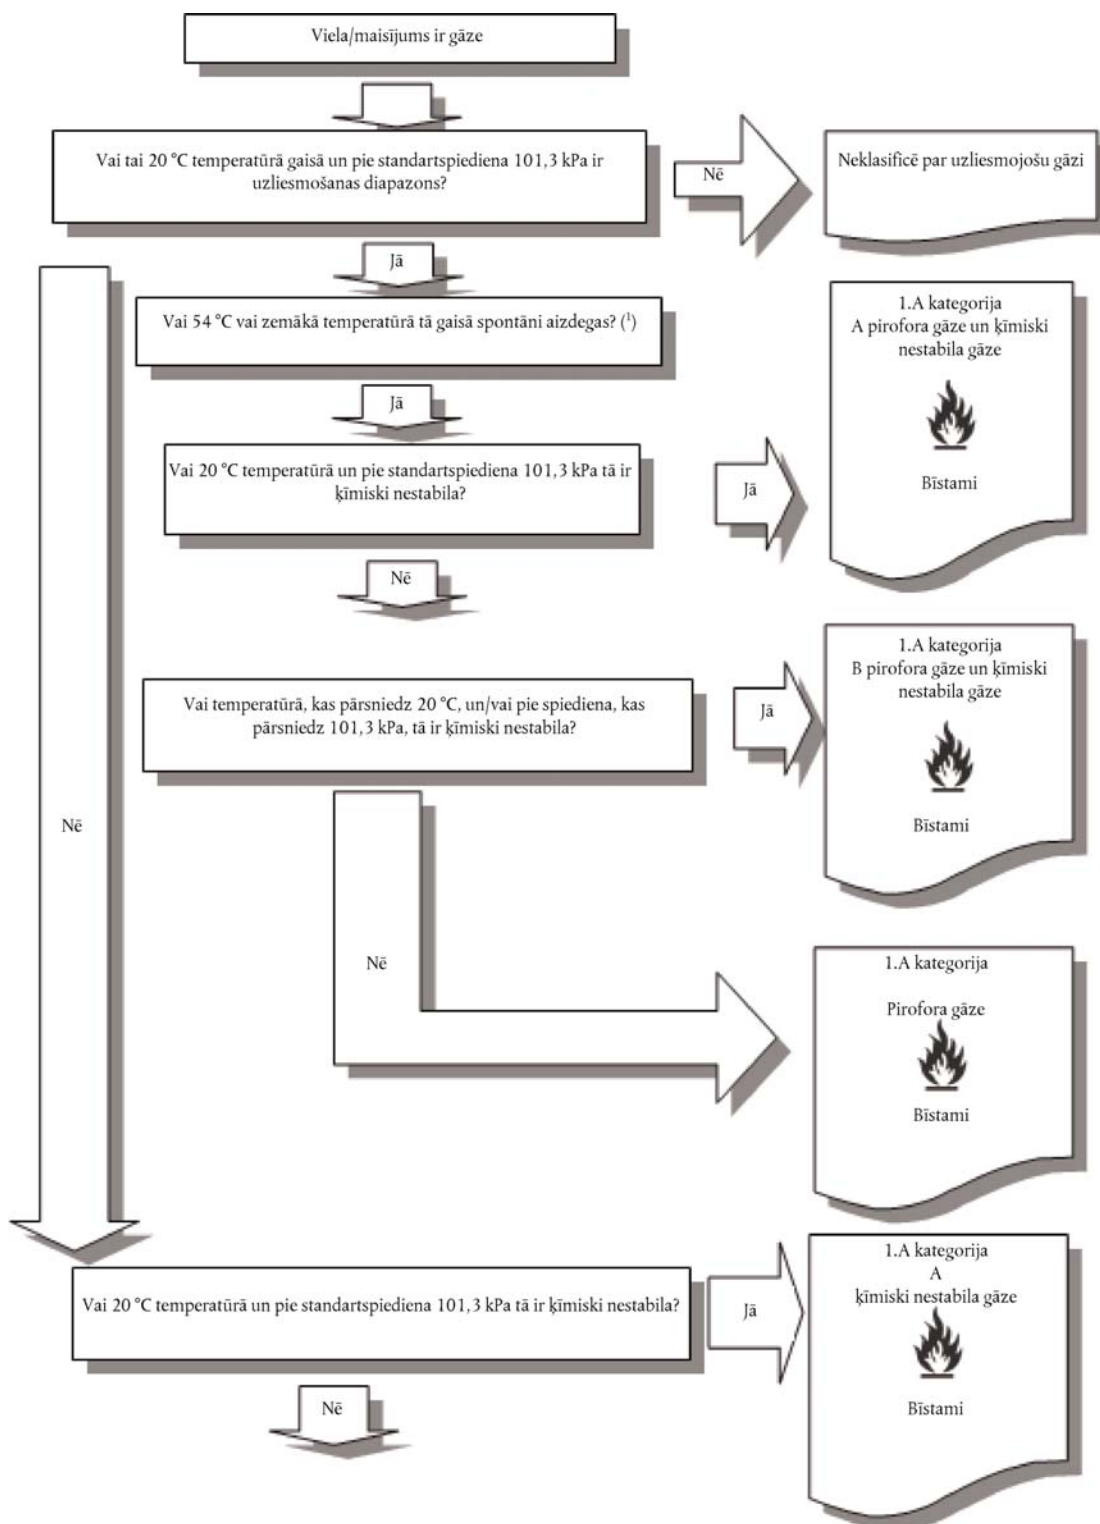 Viela/maisījums ir gāze
Vai tai 20 °C temperatūrā gaisā un pie standartspiediena 101,3 kPa ir
uzliesmošanas diapazons?
Nē
Neklasificē par uzliesmojošu gāzi
Jā
Vai 54 °C vai zemākā temperatūrā tā gaisā spontāni aizdegas? (¹)
1.A kategorija
A pirofora gāze un ķīmiski
nestabila gāze
Bīstami
Jā
Vai 20 °C temperatūrā un pie standartspiediena 101,3 kPa tā ir
ķīmiski nestabila?
Jā
Nē
Vai temperatūrā, kas pārsniedz 20 °C, un/vai pie spiediena, kas
pārsniedz 101,3 kPa, tā ir ķīmiski nestabila?
Jā
1.A kategorija
B pirofora gāze un ķīmiski
nestabila gāze
Bīstami
Nē
Nē
1.A kategorija
Pirofora gāze
Bīstami
Vai 20 °C temperatūrā un pie standartspiediena 101,3 kPa tā ir ķīmiski nestabila?
Jā
1.A kategorija
A
ķīmiski nestabila gāze
Bīstami
Nē